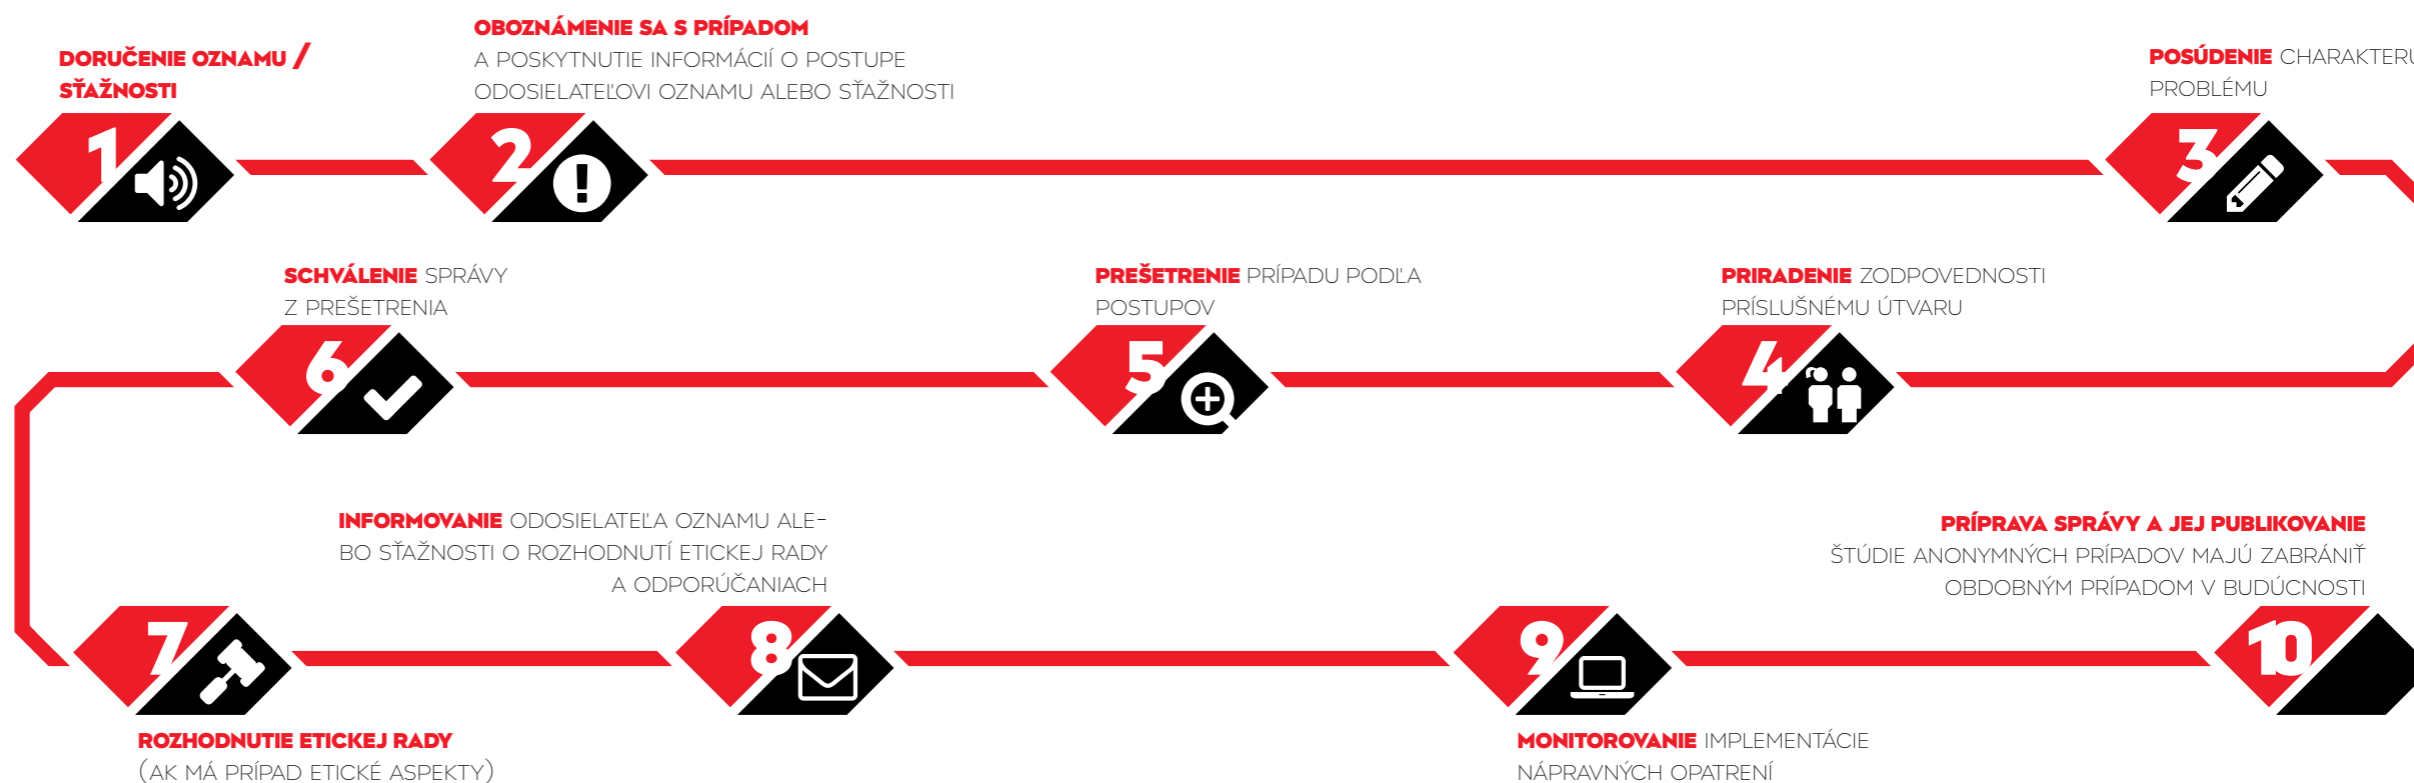 DORUČENIE OZNAMU /
SŤAŽNOSTI
1
OBOZNÁMENIE SA S PRÍPADOM
A POSKYTNUTIE INFORMÁCIÍ O POSTUPE
ODOSIELATEĽOVI OZNAMU ALEBO SŤAŽNOSTI
2
POSÚDENIE CHARAKTERU
PROBLÉMU
3
PRIRADENIE ZODPOVEDNOSTI
PRÍSLUŠNÉMU ÚTVARU
4
PREŠETRENIE PRÍPADU PODĽA
POSTUPOV
5
SCHVÁLENIE SPRÁVY
Z PREŠETRENIA
6
7
ROZHODNUTIE ETICKEJ RADY
(AK MÁ PRÍPAD ETICKÉ ASPEKTY)
INFORMOVANIE ODOSIELATEĽA OZNAMU ALE-
BO SŤAŽNOSTI O ROZHODNUTÍ ETICKEJ RADY
A ODPORÚČANIACH
8
9
MONITOROVANIE IMPLEMENTÁCIE
NÁPRAVNÝCH OPATRENÍ
PRÍPRAVA SPRÁVY A JEJ PUBLIKOVANIE
ŠTÚDIE ANONYMNÝCH PRÍPADOV MAJÚ ZABRÁNIŤ
OBDOBNÝM PRÍPADOM V BUDÚCNOSTI
10